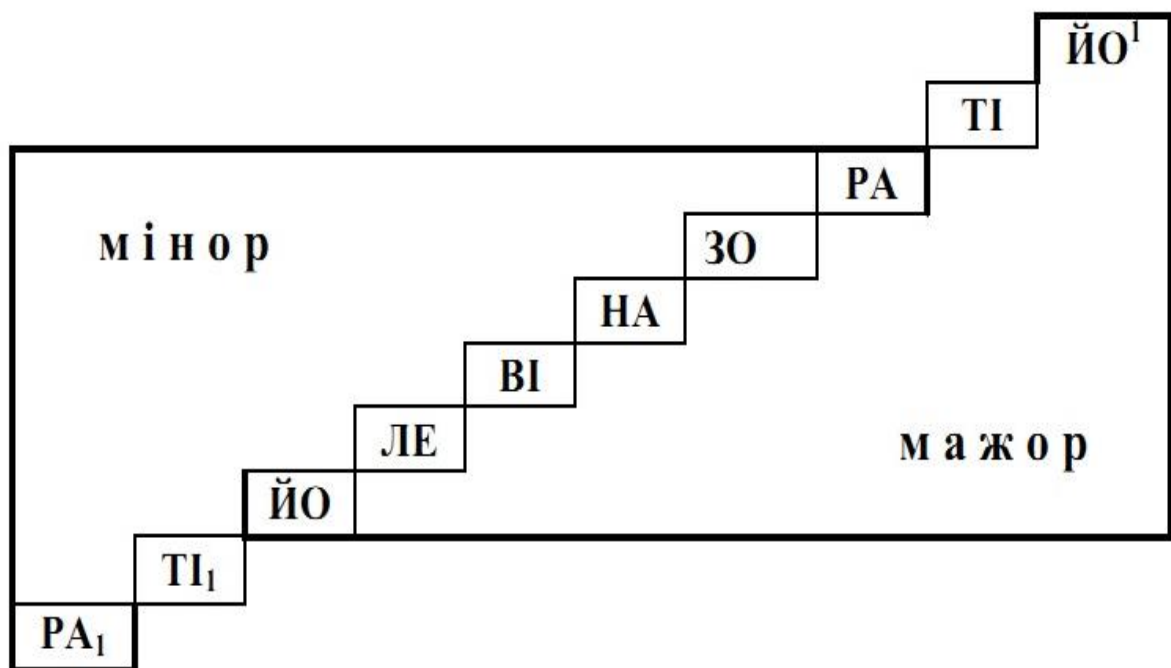 ЙО¹
ТІ
РА
мінор
ЗО
НА
ВІ
ЛЕ
мажор
ЙО
ТІ₁
РА₁